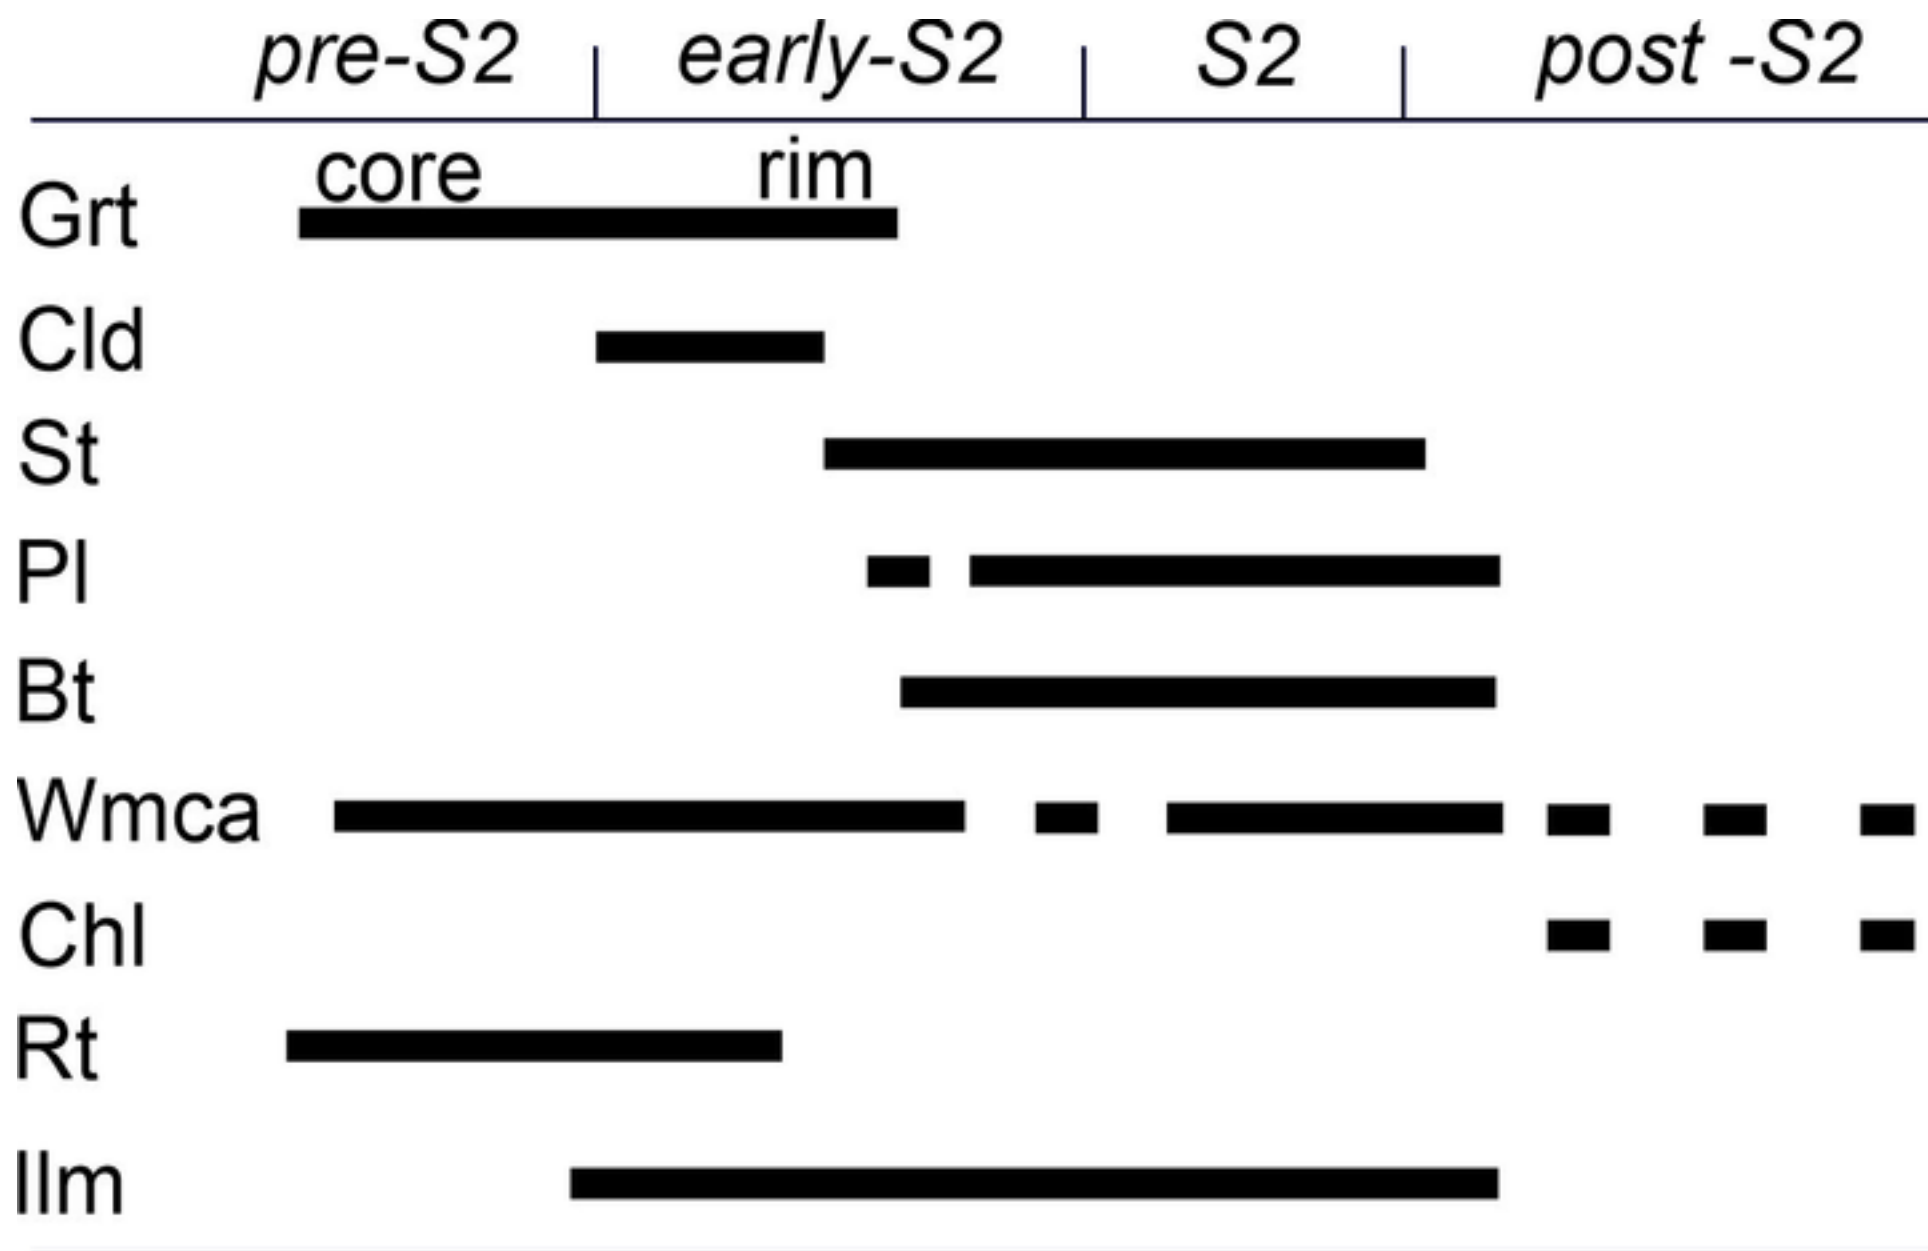 pre-S2 early-S2 S2 post -S2
core rim
Grt
Cld
St
Pl
Bt
Wmca
Chl
Rt
Ilm